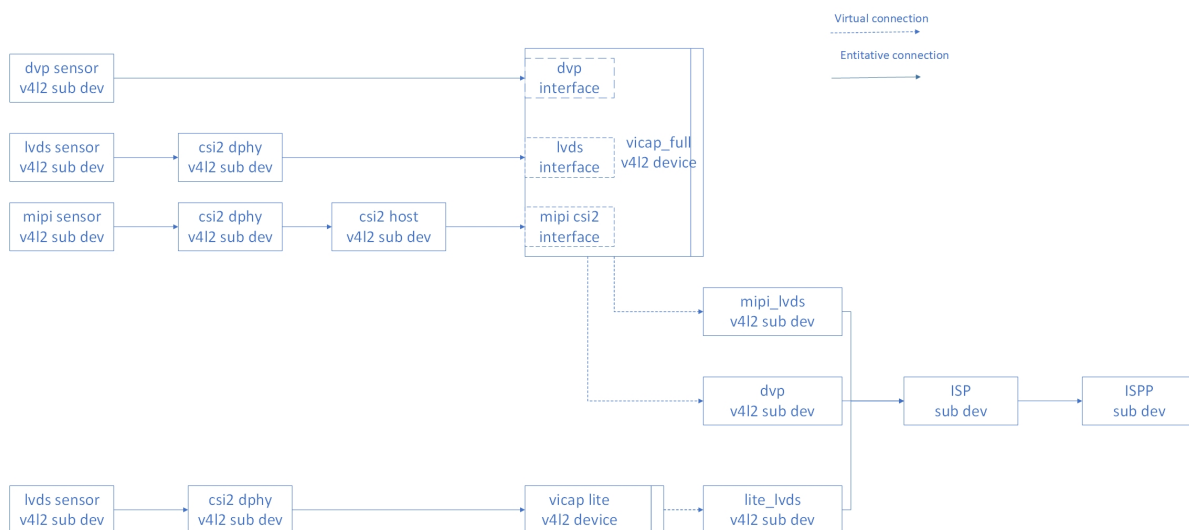 Virtual connection
Entitative connection
dvp sensor
v4l2 sub dev
dvp
interface
lvds sensor
v4l2 sub dev
csi2 dphy
v4l2 sub dev
lvds
interface
vicap_full
v4l2 device
mipi sensor
v4l2 sub dev
csi2 dphy
v4l2 sub dev
csi2 host
v4l2 sub dev
mipi csi2
interface
mipi_lvds
v4l2 sub dev
dvp
v4l2 sub dev
ISP
sub dev
ISPP
sub dev
lvds sensor
v4l2 sub dev
csi2 dphy
v4l2 sub dev
vicap lite
v4l2 device
lite_lvds
v4l2 sub dev